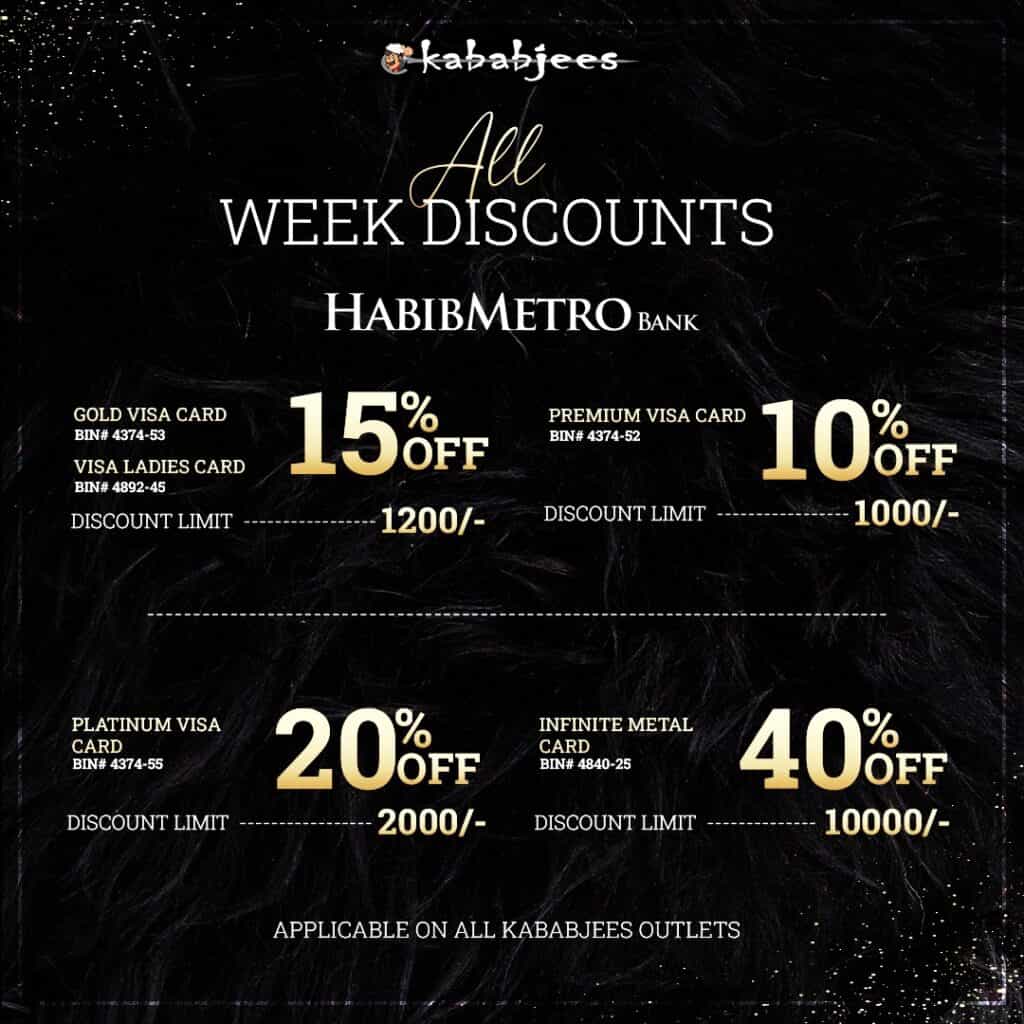 kababjees
All
WEEK DISCOUNTS
HABIBMETRO BANK
GOLD VISA CARD
BIN# 4374-53
VISA LADIES CARD
BIN# 4892-45
15% OFF
DISCOUNT LIMIT ---------------- 1200/-
PREMIUM VISA CARD
BIN# 4374-52
10% OFF
DISCOUNT LIMIT ---------------- 1000/-
PLATINUM VISA
CARD
BIN# 4374-55
20% OFF
DISCOUNT LIMIT ---------------- 2000/-
INFINITE METAL
CARD
BIN# 4840-25
40% OFF
DISCOUNT LIMIT ------------- 10000/-
APPLICABLE ON ALL KABABJEES OUTLETS